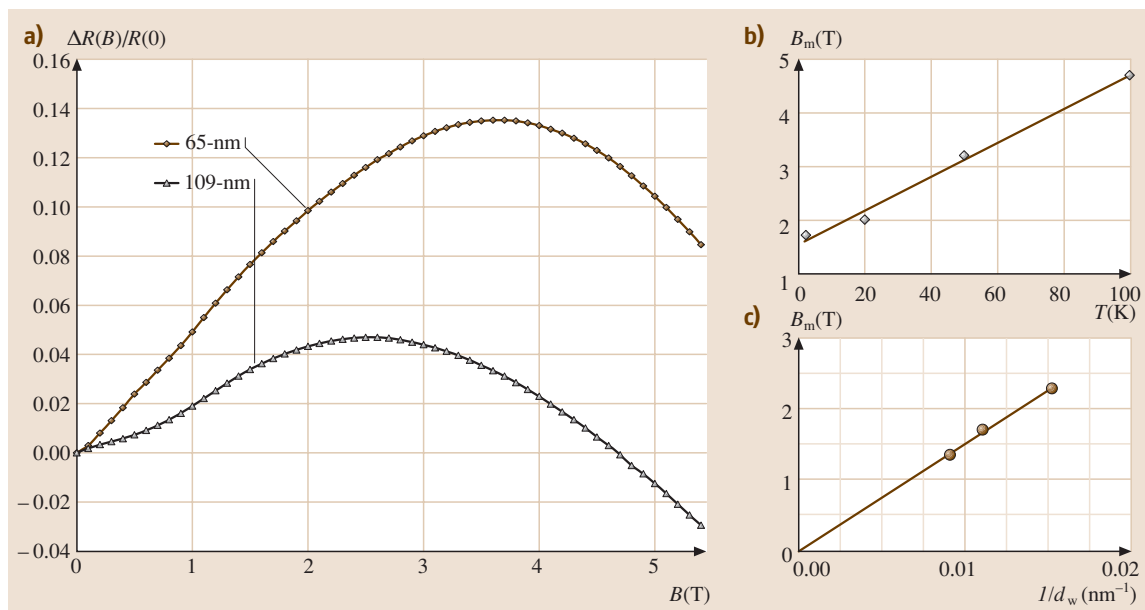 a) ΔR(B)/R(0)
0.16
0.14
0.12
0.10
0.08
0.06
0.04
0.02
0.00
– 0.02
– 0.04
65-nm
109-nm
0 1 2 3 4 5
B(T)
b) Bm(T)
5
4
3
2
1
0 20 40 60 80 100
T(K)
c) Bm(T)
3
2
1
0
0.00 0.01 0.02
1/dw (nm–1)